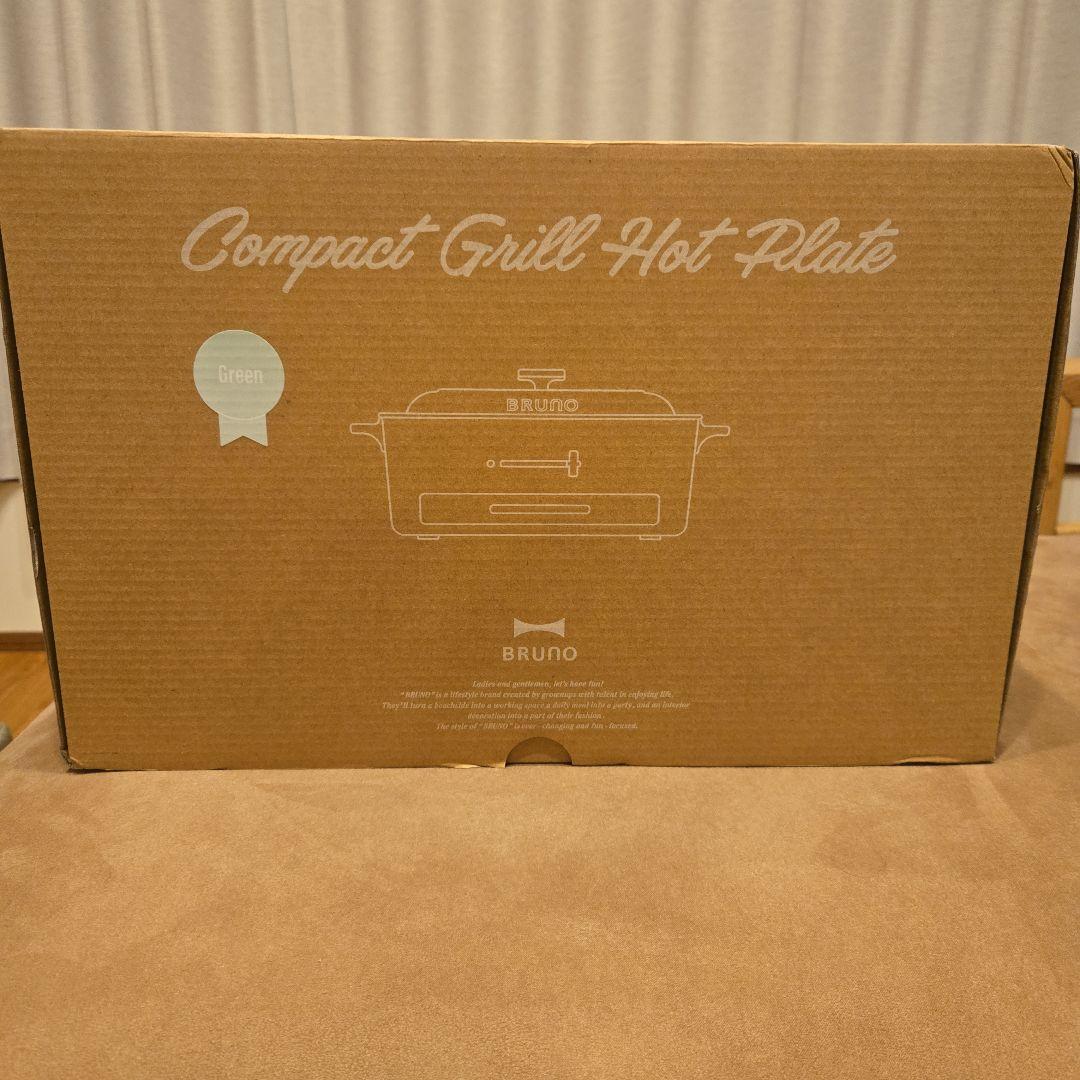 Compact Grill Hot Plate
Green
BRUNO
BRUNO
Ladies and gentlemen, let's have fun!
"BRUNO" is a lifestyle brand created by grownups with talent in enjoying life.
They'll turn a beachside into a working space a daily meal into a party, and an interior
decoration into a part of their fashion.
The style of "BRUNO" is ever-changing and fun-focused.